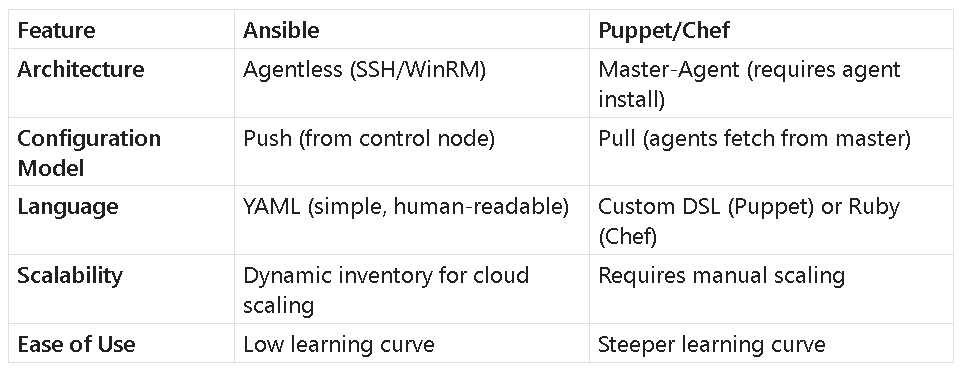 Feature Ansible Puppet/Chef
Architecture Agentless (SSH/WinRM) Master-Agent (requires agent
install)
Configuration Push (from control node) Pull (agents fetch from master)
Model
Language YAML (simple, human-readable) Custom DSL (Puppet) or Ruby
(Chef)
Scalability Dynamic inventory for cloud Requires manual scaling
scaling
Ease of Use Low learning curve Steeper learning curve